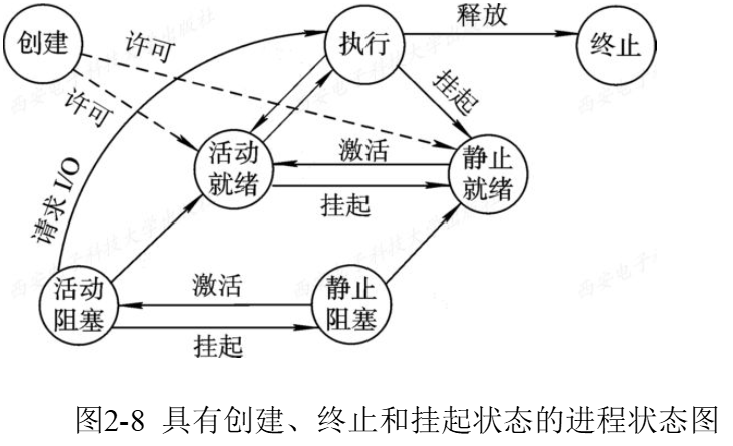 创建
许可
许可
执行
释放
终止
挂起
活动
就绪
激活
挂起
静止
就绪
请求 I/O
活动
阻塞
激活
挂起
静止
阻塞
图2-8 具有创建、终止和挂起状态的进程状态图